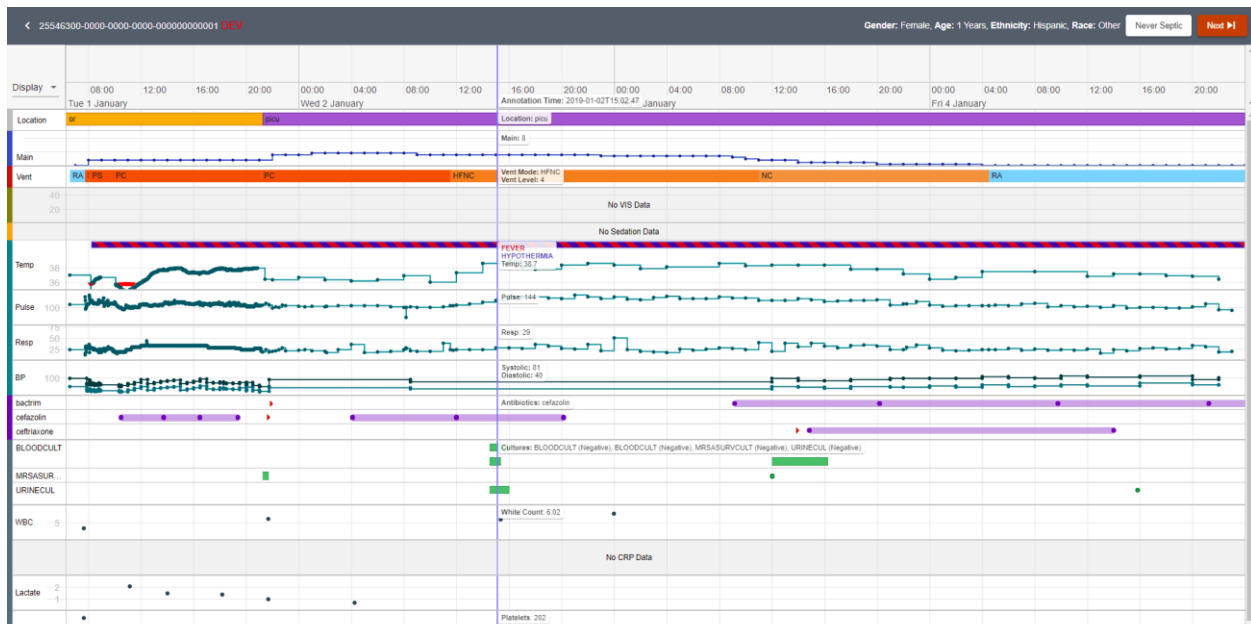 25546300-0000-0000-0000-000000000001 DEV Gender: Female, Age: 1 Years, Ethnicity: Hispanic, Race: Other Never Septic Next
Display 08:00 12:00 16:00 20:00 00:00 04:00 08:00 12:00 16:00 20:00 00:00 04:00 08:00 12:00 16:00 20:00 00:00 04:00 08:00 12:00 16:00 20:00
Tue 1 January Wed 2 January Annotation Time: 2019-01-02T15:02:47 January Fri 4 January
Location or picu Location: picu
Main: 8
Main
Vent RA PS PC PC HFNC Vent Mode: HFNC NC RA
Vent Level: 4
40
20
No VIS Data
No Sedation Data
FEVER
HYPOTHERMIA
Temp 38 Temp: 38.7
36
Pulse 100 Pulse: 144
75
Resp 50 Resp: 29
25
Systolic: 81
BP 100 Diastolic: 40
bactrim Antibiotics: cefazolin
cefazolin
ceftriaxone
BLOODCULT Cultures: BLOODCULT (Negative), BLOODCULT (Negative), MRSASURVCULT (Negative), URINECUL (Negative)
MRSASUR...
URINECUL
White Count: 6.02
WBC 5
No CRP Data
Lactate 2
1
Platelets: 202